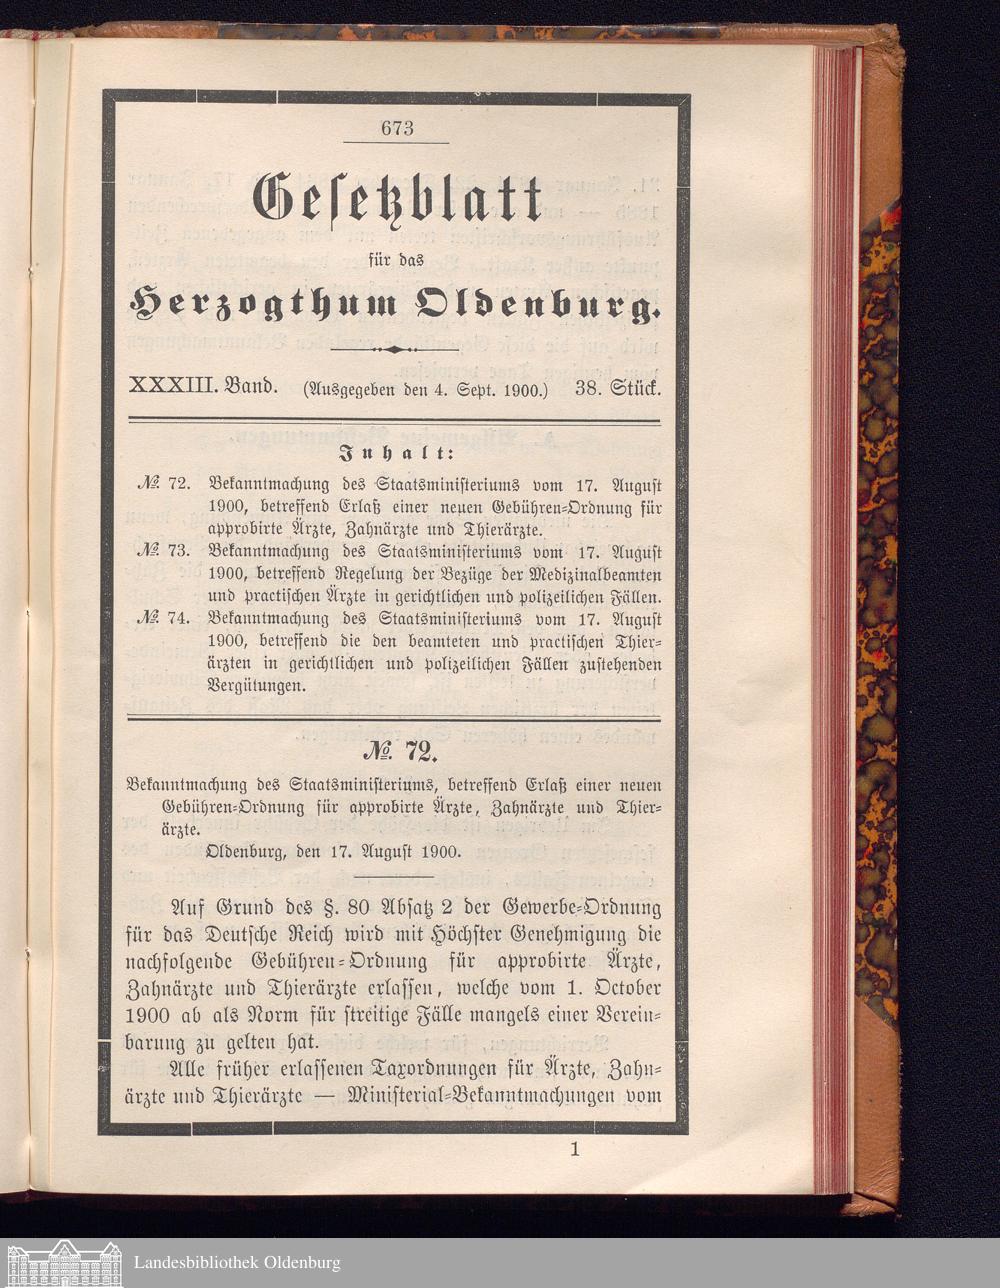 673
Gesetzblatt
für das
Herzogthum Oldenburg.
XXXIII. Band. (Ausgegeben den 4. Sept. 1900.) 38. Stück.
Inhalt:
№. 72. Bekanntmachung des Staatsministeriums vom 17. August
1900, betreffend Erlaß einer neuen Gebühren-Ordnung für
approbirte Ärzte, Zahnärzte und Thierärzte.
№. 73. Bekanntmachung des Staatsministeriums vom 17. August
1900, betreffend Regelung der Bezüge der Medizinalbeamten
und practischen Ärzte in gerichtlichen und polizeilichen Fällen.
№. 74. Bekanntmachung des Staatsministeriums vom 17. August
1900, betreffend die den beamteten und practischen Thier-
ärzten in gerichtlichen und polizeilichen Fällen zustehenden
Vergütungen.
№. 72.
Bekanntmachung des Staatsministeriums, betreffend Erlaß einer neuen
Gebühren-Ordnung für approbirte Ärzte, Zahnärzte und Thier-
ärzte.
Oldenburg, den 17. August 1900.
Auf Grund des §. 80 Absatz 2 der Gewerbe-Ordnung
für das Deutsche Reich wird mit Höchster Genehmigung die
nachfolgende Gebühren-Ordnung für approbirte Ärzte,
Zahnärzte und Thierärzte erlassen, welche vom 1. October
1900 ab als Norm für streitige Fälle mangels einer Verein-
barung zu gelten hat.
Alle früher erlassenen Taxordnungen für Ärzte, Zahn-
ärzte und Thierärzte — Ministerial-Bekanntmachungen vom
1
Landesbibliothek Oldenburg